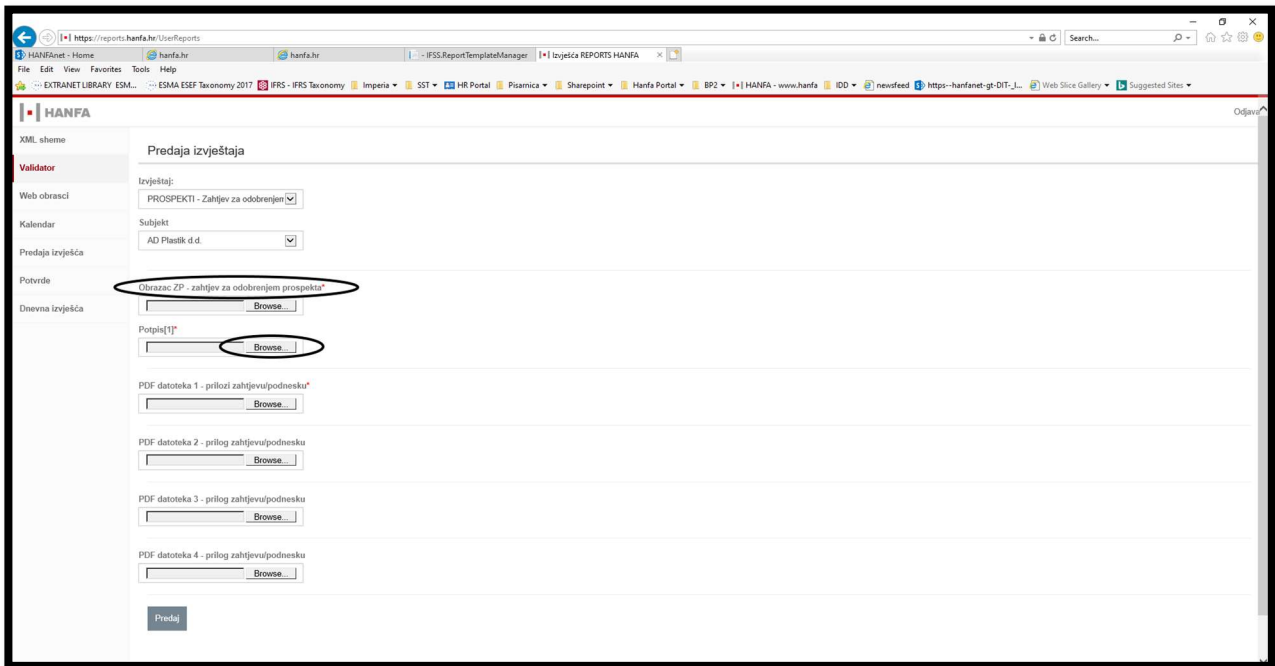 https://reports.hanfa.hr/UserReports
Search...
HANFAnet - Home hanfa.hr hanfa.hr - IFSS.ReportTemplateManager Izvješća REPORTS HANFA
File Edit View Favorites Tools Help
EXTRANET LIBRARY ESM... ESMA ESEF Taxonomy 2017 IFRS - IFRS Taxonomy Imperia SST HR Portal Pisarnica Sharepoint Hanfa Portal BP2 HANFA - www.hanfa IDD newsfeed https--hanfanet-gt-DIT-_I... Web Slice Gallery Suggested Sites
HANFA
Odjava
XML sheme
Validator
Web obrasci
Kalendar
Predaja izvješća
Potvrde
Dnevna izvješća
Predaja izvještaja
Izvještaj:
PROSPEKTI - Zahtjev za odobrenjem
Subjekt
AD Plastik d.d.
Obrazac ZP - zahtjev za odobrenjem prospekta*
Browse...
Potpis[1]*
Browse...
PDF datoteka 1 - prilozi zahtjevu/podnesku*
Browse...
PDF datoteka 2 - prilog zahtjevu/podnesku
Browse...
PDF datoteka 3 - prilog zahtjevu/podnesku
Browse...
PDF datoteka 4 - prilog zahtjevu/podnesku
Browse...
Predaj